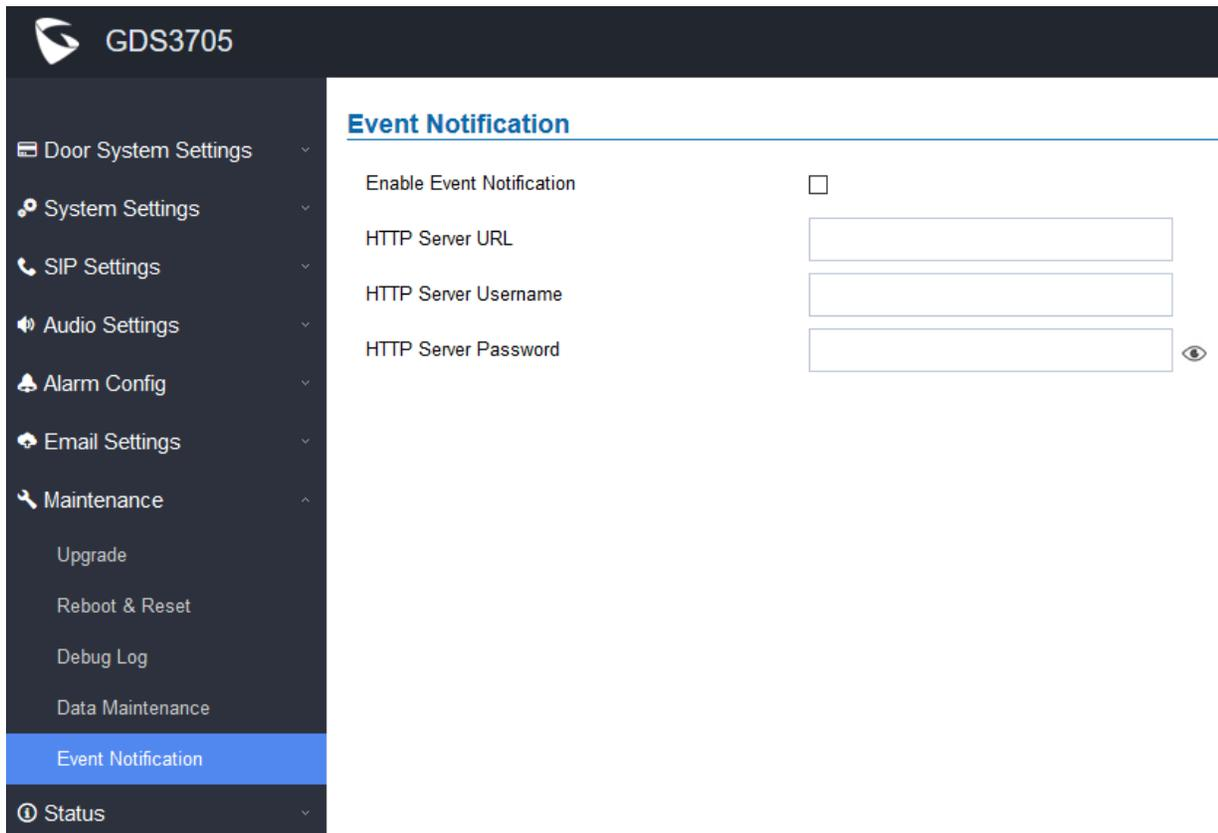 GDS3705
Door System Settings
System Settings
SIP Settings
Audio Settings
Alarm Config
Email Settings
Maintenance
Upgrade
Reboot & Reset
Debug Log
Data Maintenance
Event Notification
Status
Event Notification
Enable Event Notification
HTTP Server URL
HTTP Server Username
HTTP Server Password